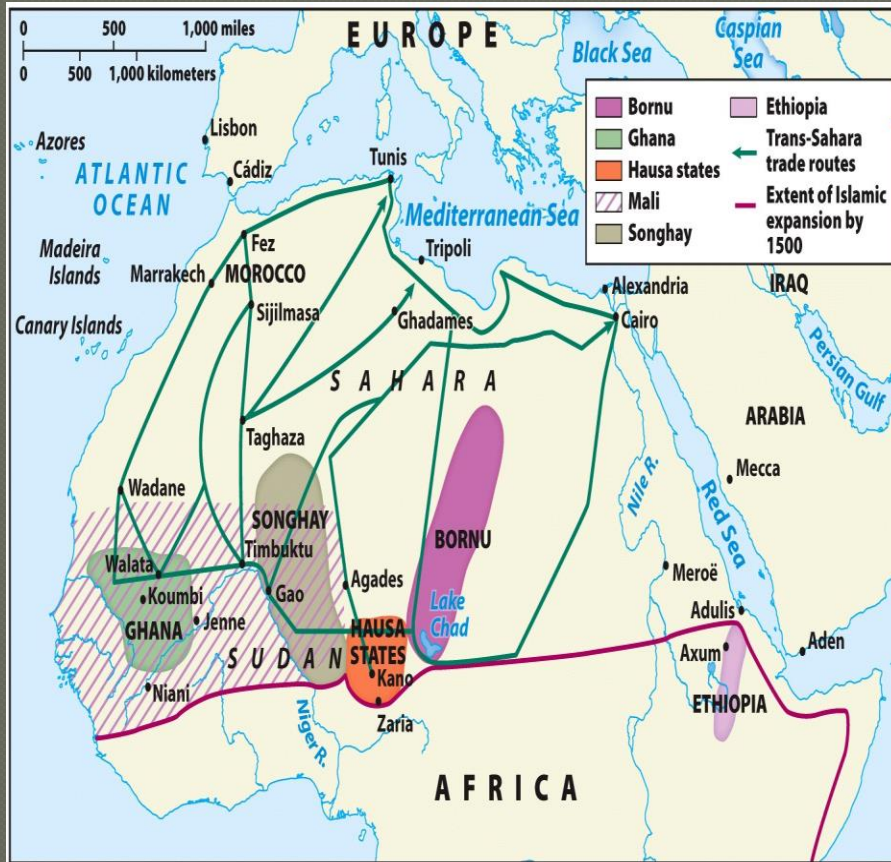 0 500 1,000 miles
0 500 1,000 kilometers
EUROPE
Black Sea
Caspian
Sea
Bornu
Ghana
Hausa states
Mali
Songhay
Ethiopia
Trans-Sahara
trade routes
Extent of Islamic
expansion by
1500
Azores
Lisbon
ATLANTIC
OCEAN
Cádiz
Tunis
Mediterranean Sea
Madeira
Islands
Fez
Tripoli
Marrakech
MOROCCO
Alexandria
IRAQ
Canary Islands
Sijilmasa
Ghadames
Cairo
Persian Gulf
SAHARA
Taghaza
ARABIA
Mecca
Wadane
Nile R.
Red Sea
SONGHAY
BORNU
Walata
Timbuktu
Koumbi
Gao
Agades
Meroë
GHANA
Jenne
Lake
Chad
Adulis
HAUSA
STATES
SUDAN
Axum
Aden
Niani
Kano
ETHIOPIA
Zaria
Niger R.
AFRICA